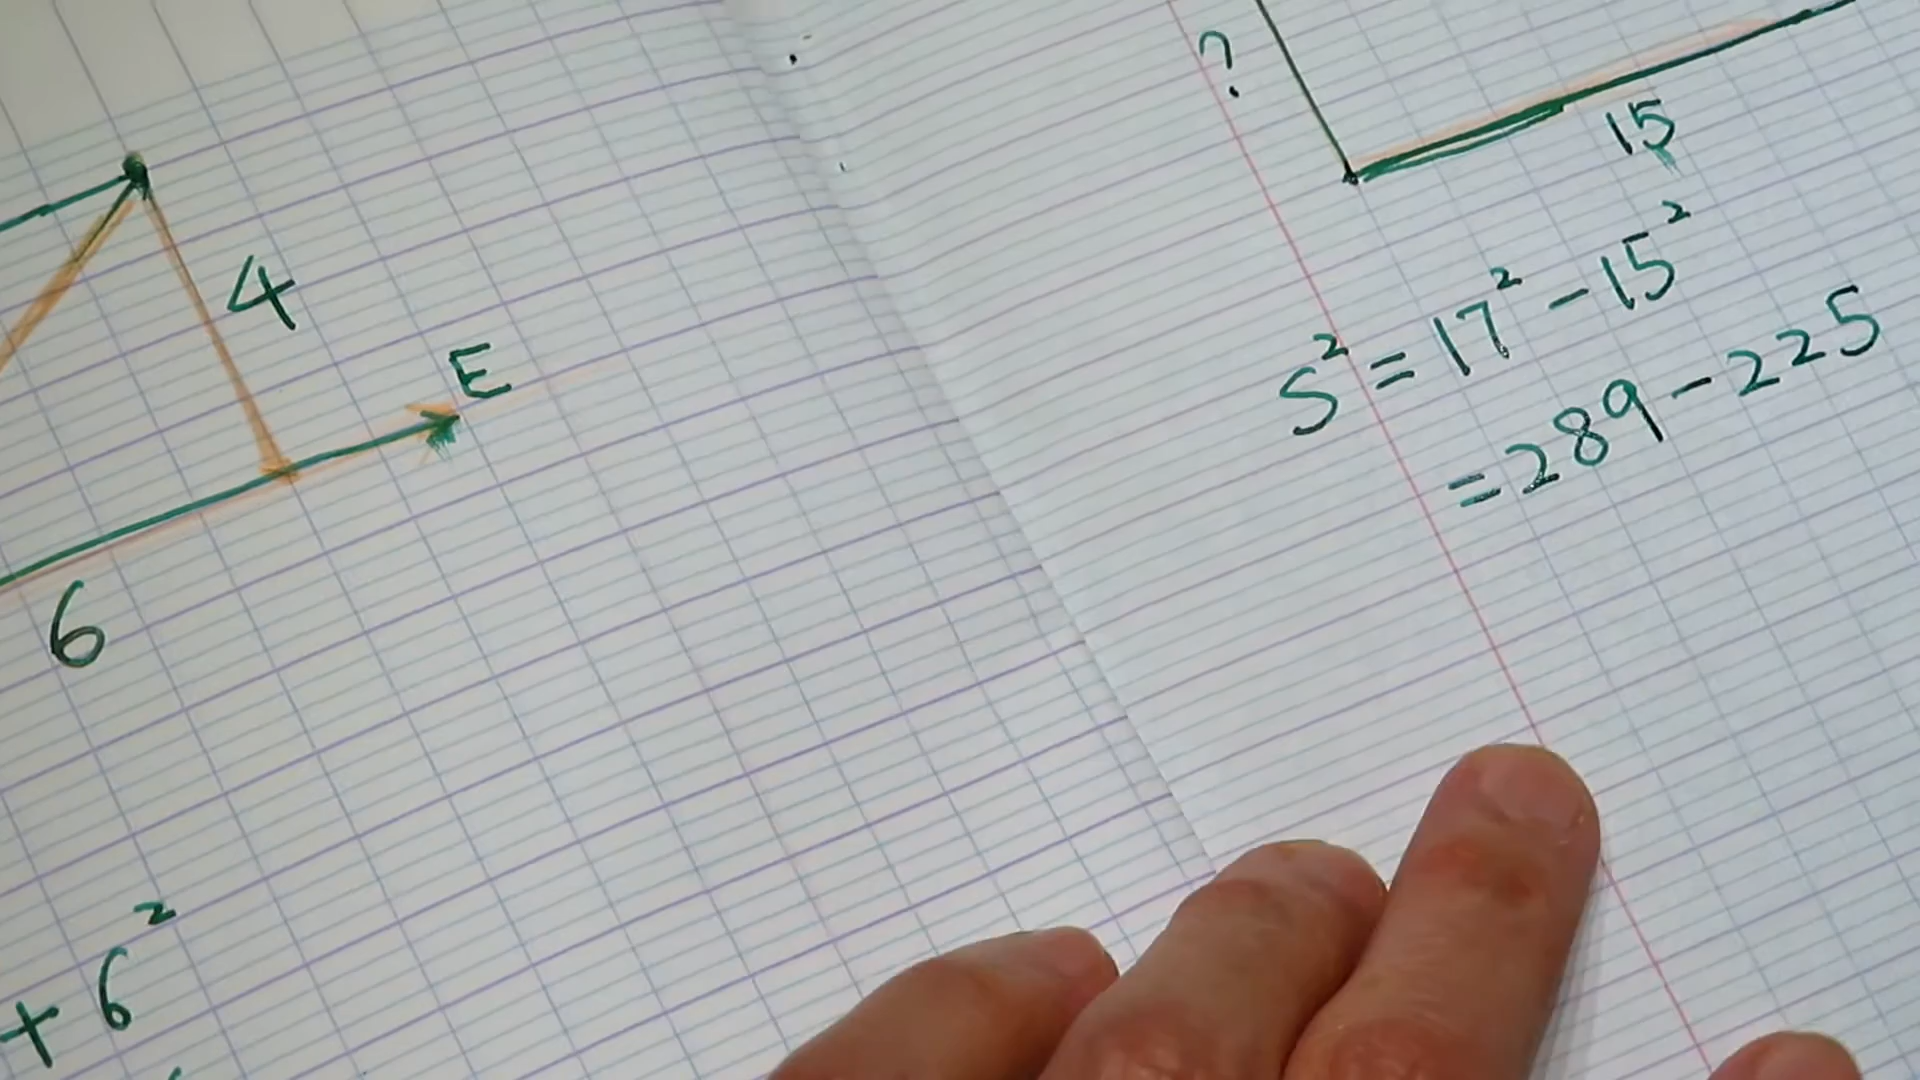 4
E
6
+ 6²
?
15
S² = 17² - 15²
= 289 - 225